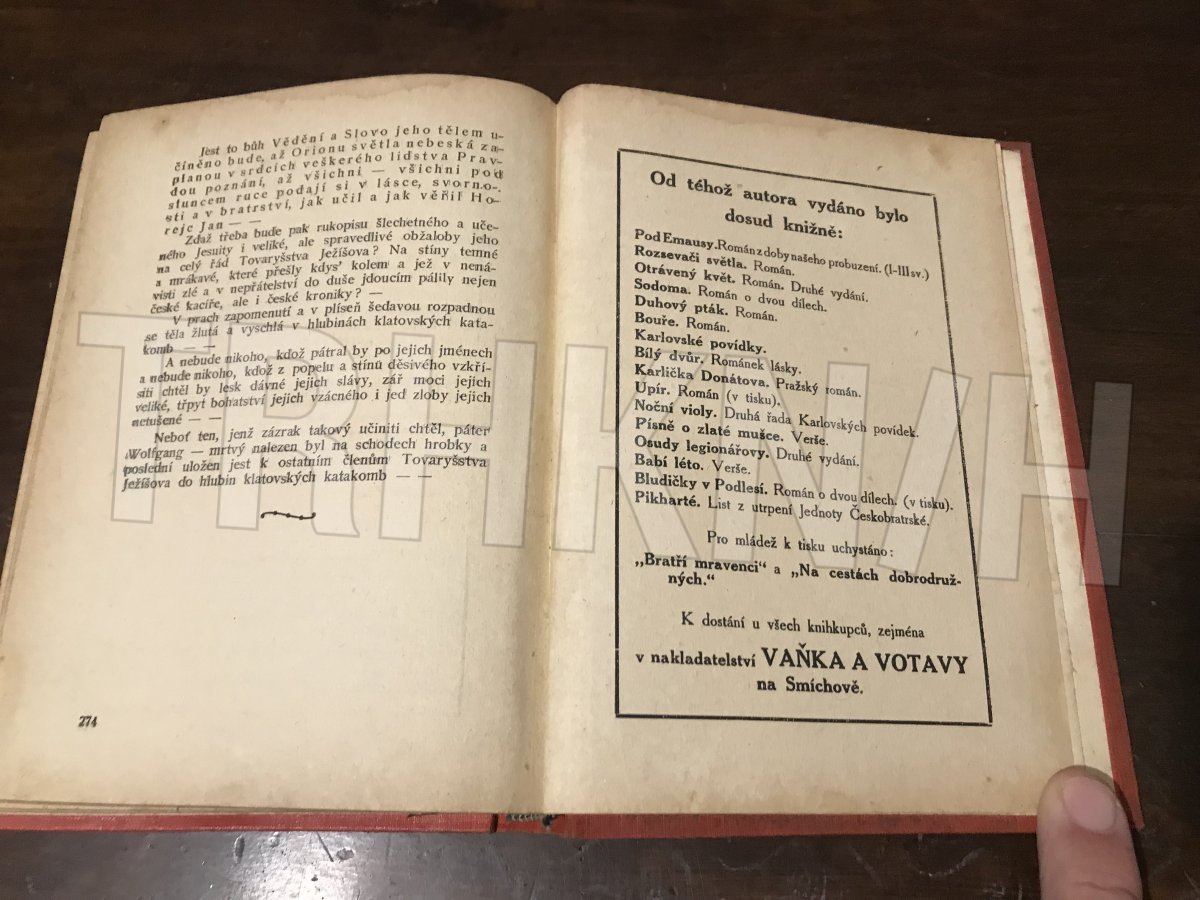 Jest to bůh Vědění a Slovo jeho tělem u-
činěno bude, až Orionu světla nebeská za-
planou v srdcích veškerého lidstva Prav-
dou poznání, až všichni — všichni pod
sluncem ruce podají si v lásce, svorno-
sti a v bratrství, jak učil a jak věřil Ho-
rejc Jan — —
Zdaž třeba bude pak rukopisu šlechetného a uče-
ného Jesuity i veliké, ale spravedlivé obžaloby jeho
na celý řád Tovaryšstva Ježíšova? Na stíny temné
a mrákavé, které přešly kdys' kolem a jež v nená-
visti zlé a v nepřátelství do duše jdoucím pálily nejen
české kacíře, ale i české kroniky? —
V prach zapomenutí a v plíseň šedavou rozpadnou
se těla žlutá a vyschlá v hlubinách klatovských kata-
komb — —
A nebude nikoho, kdož pátral by po jejich jménech
a nebude nikoho, kdož z popelu a stínů děsivého vzkří-
siti chtěl by lesk dávné jejich slávy, zář moci jejich
veliké, třpyt bohatství jejich vzácného i jed zloby jejich
netušené — —
Neboť ten, jenž zázrak takový učiniti chtěl, páter
Wolfgang — mrtvý nalezen byl na schodech hrobky a
poslední uložen jest k ostatním členům Tovaryšstva
Ježíšova do hlubin klatovských katakomb — —
274
Od téhož autora vydáno bylo
dosud knižně:
Pod Emausy. Román z doby našeho probuzení. (I-III sv.)
Rozsevači světla. Román.
Otrávený květ. Román. Druhé vydání.
Sodoma. Román o dvou dílech.
Duhový pták. Román.
Bouře. Román.
Karlovské povídky.
Bílý dvůr. Románek lásky.
Karlička Donátova. Pražský román.
Upír. Román (v tisku).
Noční violy. Druhá řada Karlovských povídek.
Písně o zlaté mušce. Verše.
Osudy legionářovy. Druhé vydání.
Babí léto. Verše.
Bludičky v Podlesí. Román o dvou dílech. (v tisku).
Pikharté. List z utrpení Jednoty Českobratrské.
Pro mládež k tisku uchystáno:
„Bratří mravenci“ a „Na cestách dobrodruž-
ných.“
K dostání u všech knihkupců, zejména
v nakladatelství VAŇKA A VOTAVY
na Smíchově.
TRHKNIH